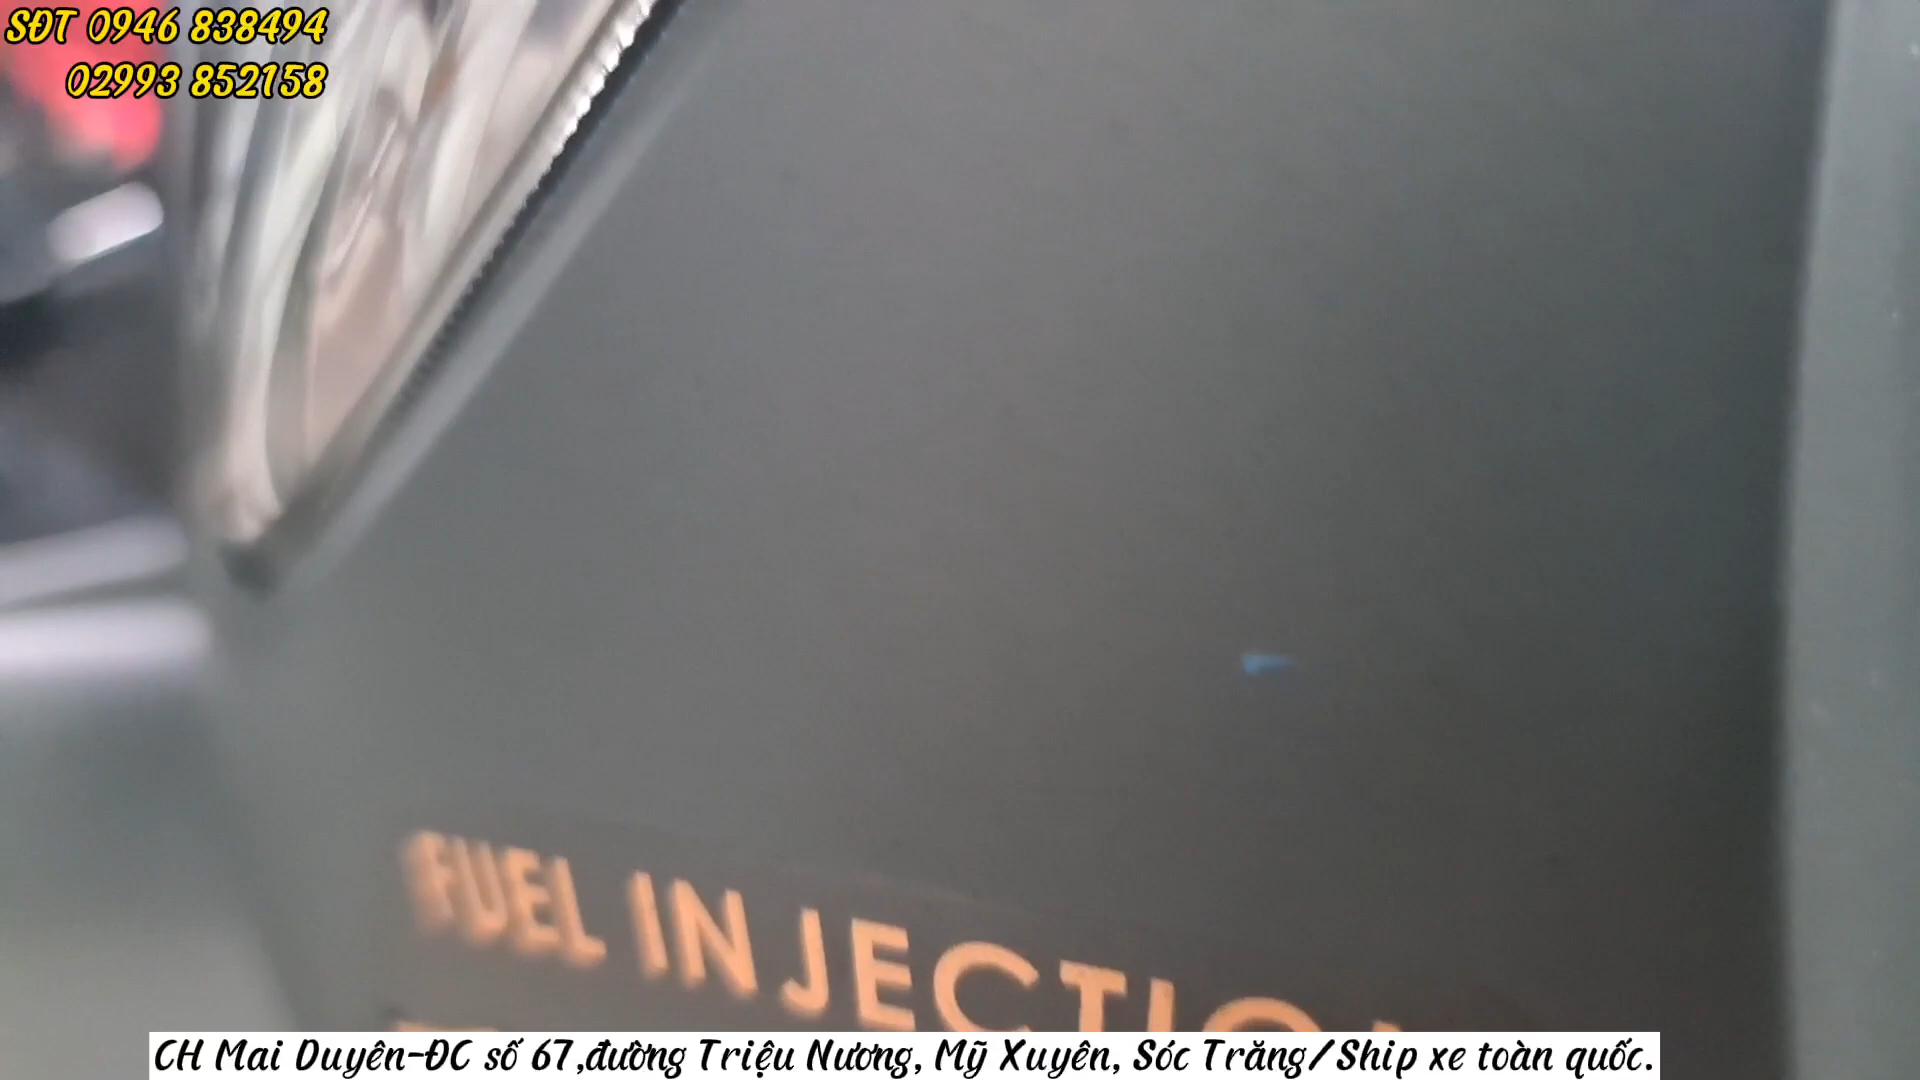 SĐT 0946 838494
02993 852158
FUEL INJECTION
CH Mai Duyên-ĐC số 67,đường Triệu Nương, Mỹ Xuyên, Sóc Trăng/Ship xe toàn quốc.